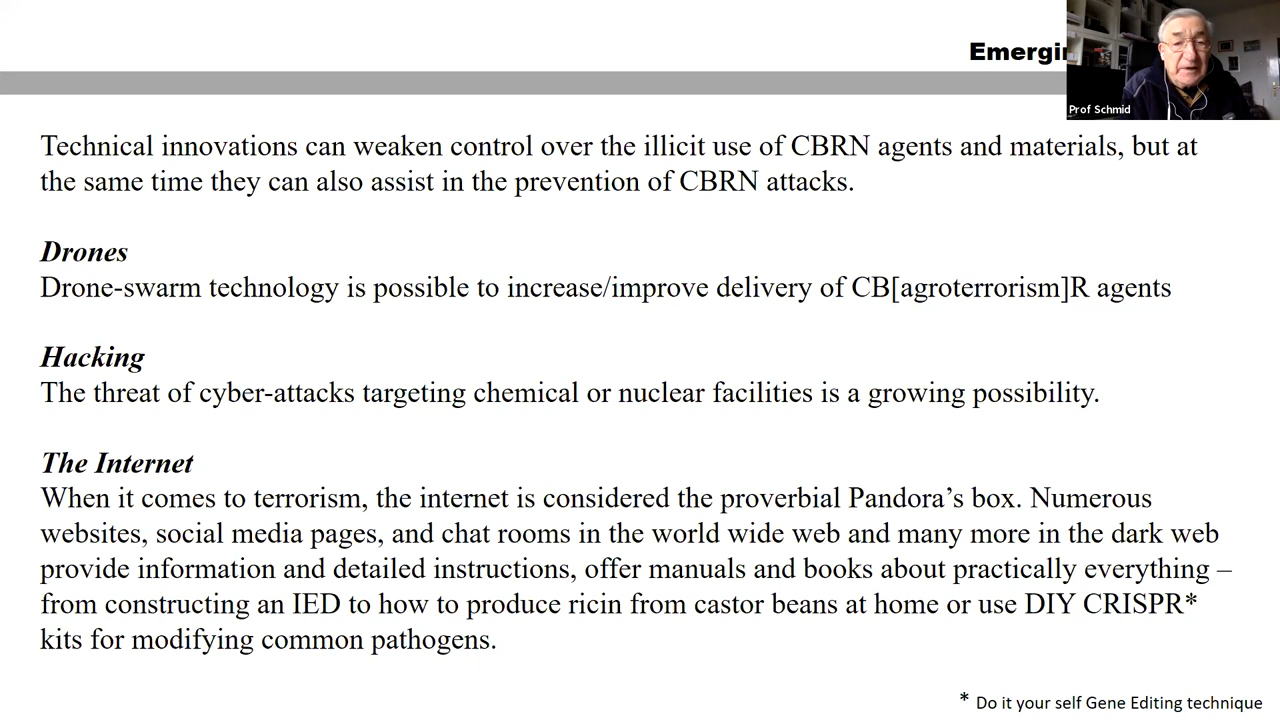 Emergi
Prof Schmid
Technical innovations can weaken control over the illicit use of CBRN agents and materials, but at
the same time they can also assist in the prevention of CBRN attacks.
Drones
Drone-swarm technology is possible to increase/improve delivery of CB[agroterrorism]R agents
Hacking
The threat of cyber-attacks targeting chemical or nuclear facilities is a growing possibility.
The Internet
When it comes to terrorism, the internet is considered the proverbial Pandora’s box. Numerous
websites, social media pages, and chat rooms in the world wide web and many more in the dark web
provide information and detailed instructions, offer manuals and books about practically everything –
from constructing an IED to how to produce ricin from castor beans at home or use DIY CRISPR*
kits for modifying common pathogens.
* Do it your self Gene Editing technique